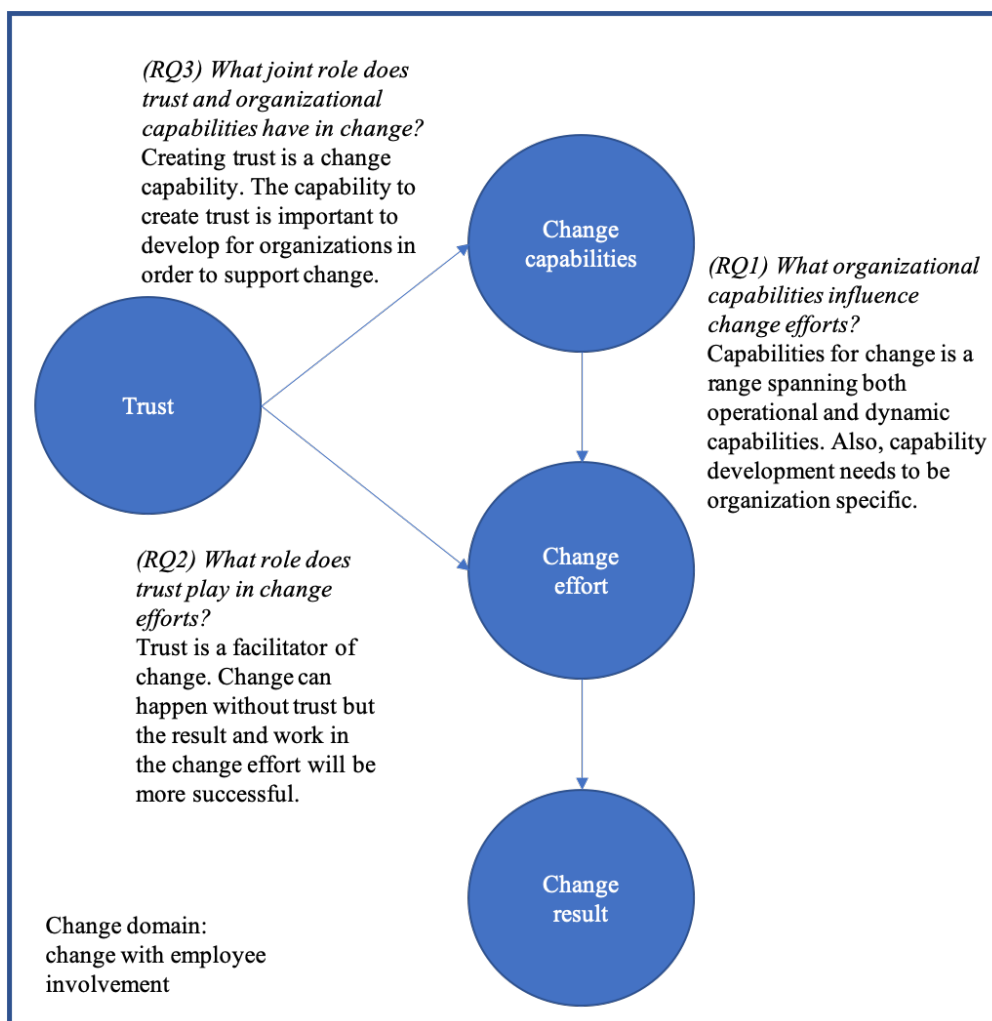 (RQ3) What joint role does
trust and organizational
capabilities have in change?
Creating trust is a change
capability. The capability to
create trust is important to
develop for organizations in
order to support change.
Change
capabilities
(RQ1) What organizational
capabilities influence
change efforts?
Capabilities for change is a
range spanning both
operational and dynamic
capabilities. Also, capability
development needs to be
organization specific.
Trust
Change
effort
(RQ2) What role does
trust play in change
efforts?
Trust is a facilitator of
change. Change can
happen without trust but
the result and work in
the change effort will be
more successful.
Change
result
Change domain:
change with employee
involvement